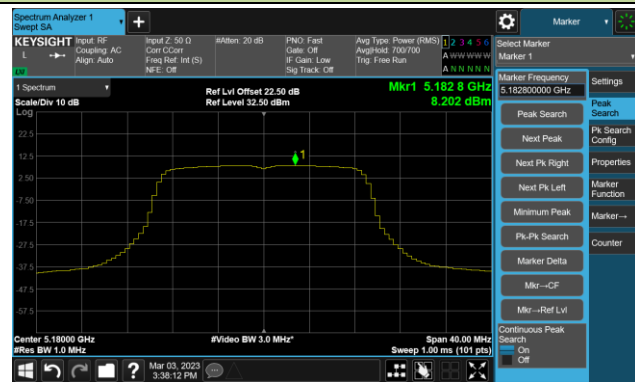 Spectrum Analyzer 1
Swept SA
Marker
KEYSIGHT
L
LW
Input: RF
Coupling: AC
Align: Auto
Input Z: 50 Ω
Corr CCorr
Freq Ref: Int (S)
NFE: Off
#Atten: 20 dB
PNO: Fast
Gate: Off
IF Gain: Low
Sig Track: Off
Avg Type: Power (RMS)
Avg|Hold: 700/700
Trig: Free Run
1 2 3 4 5 6
A W W W W W
A N N N N N
Select Marker
Marker 1
Marker Frequency
5.182800000 GHz
Settings
Peak Search
Peak
Search
Next Peak
Pk Search
Config
Next Pk Right
Properties
Next Pk Left
Marker
Function
Minimum Peak
Marker→
Pk-Pk Search
Counter
Marker Delta
Mkr→CF
Mkr→Ref Lvl
Continuous Peak
Search
On
Off
1 Spectrum
Scale/Div 10 dB
Log
Ref Lvl Offset 22.50 dB
Ref Level 32.50 dBm
Mkr1 5.182 8 GHz
8.202 dBm
22.5
12.5
2.50
-7.50
-17.5
-27.5
-37.5
-47.5
-57.5
1
Center 5.18000 GHz
#Res BW 1.0 MHz
#Video BW 3.0 MHz*
Span 40.00 MHz
Sweep 1.00 ms (101 pts)
Mar 03, 2023
3:38:12 PM